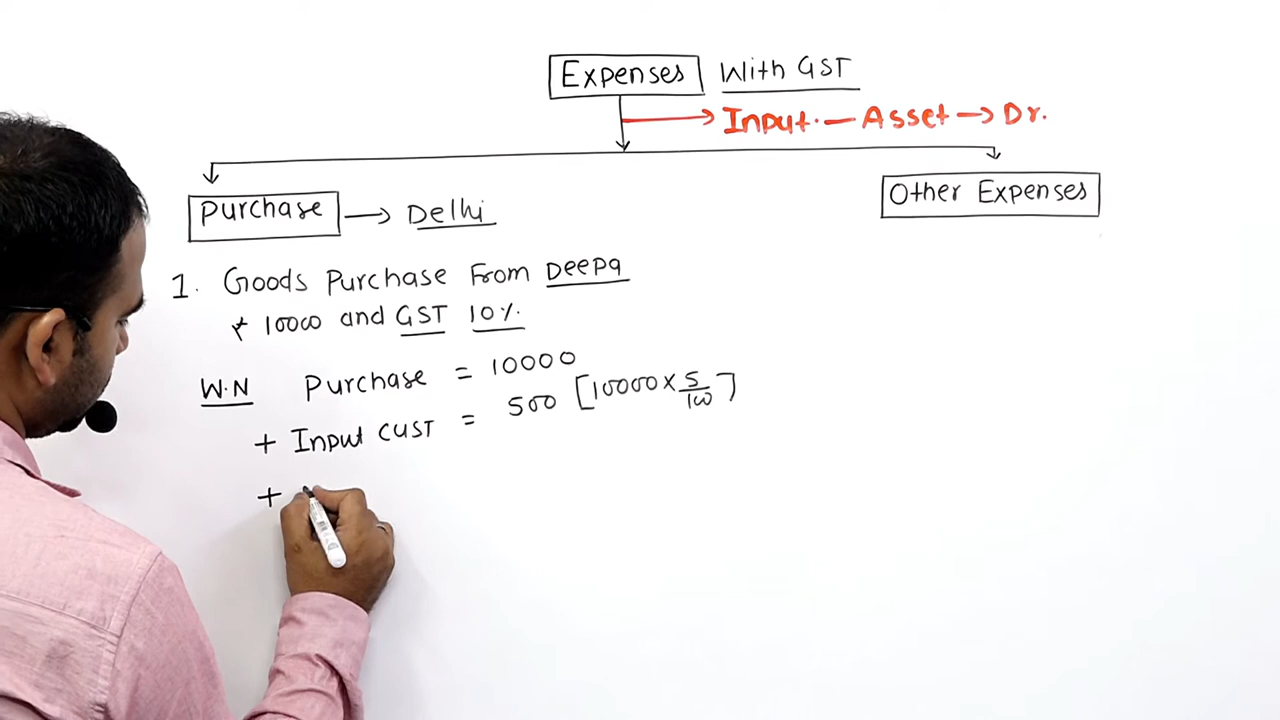 Expenses With GST
Input. — Asset → Dr.
Purchase → Delhi
Other Expenses
1. Goods Purchase From Deepa
₹ 10000 and GST 10%.
W.N Purchase = 10000
+ Input CGST = 500 [10000 × 5/100]
+